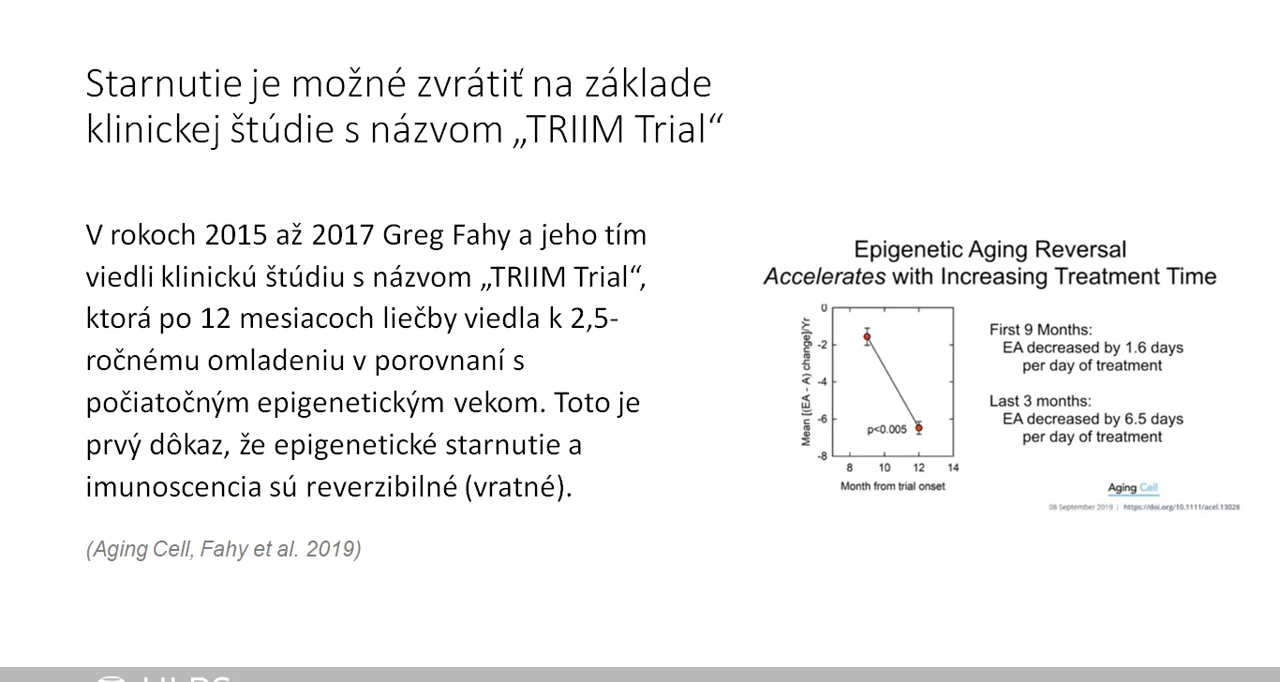 Starnutie je možné zvrátiť na základe
klinickej štúdie s názvom „TRIIM Trial“
V rokoch 2015 až 2017 Greg Fahy a jeho tím
viedli klinickú štúdiu s názvom „TRIIM Trial“,
ktorá po 12 mesiacoch liečby viedla k 2,5-
ročnému omladeniu v porovnaní s
počiatočným epigenetickým vekom. Toto je
prvý dôkaz, že epigenetické starnutie a
imunoscencia sú reverzibilné (vratné).
(Aging Cell, Fahy et al. 2019)
Epigenetic Aging Reversal
Accelerates with Increasing Treatment Time
Mean [(EA - A) change]/Yr
0
-2
-4
-6
-8
p<0.005
8 10 12 14
Month from trial onset
First 9 Months:
EA decreased by 1.6 days
per day of treatment
Last 3 months:
EA decreased by 6.5 days
per day of treatment
Aging Cell
08 September 2019 | https://doi.org/10.1111/acel.13028